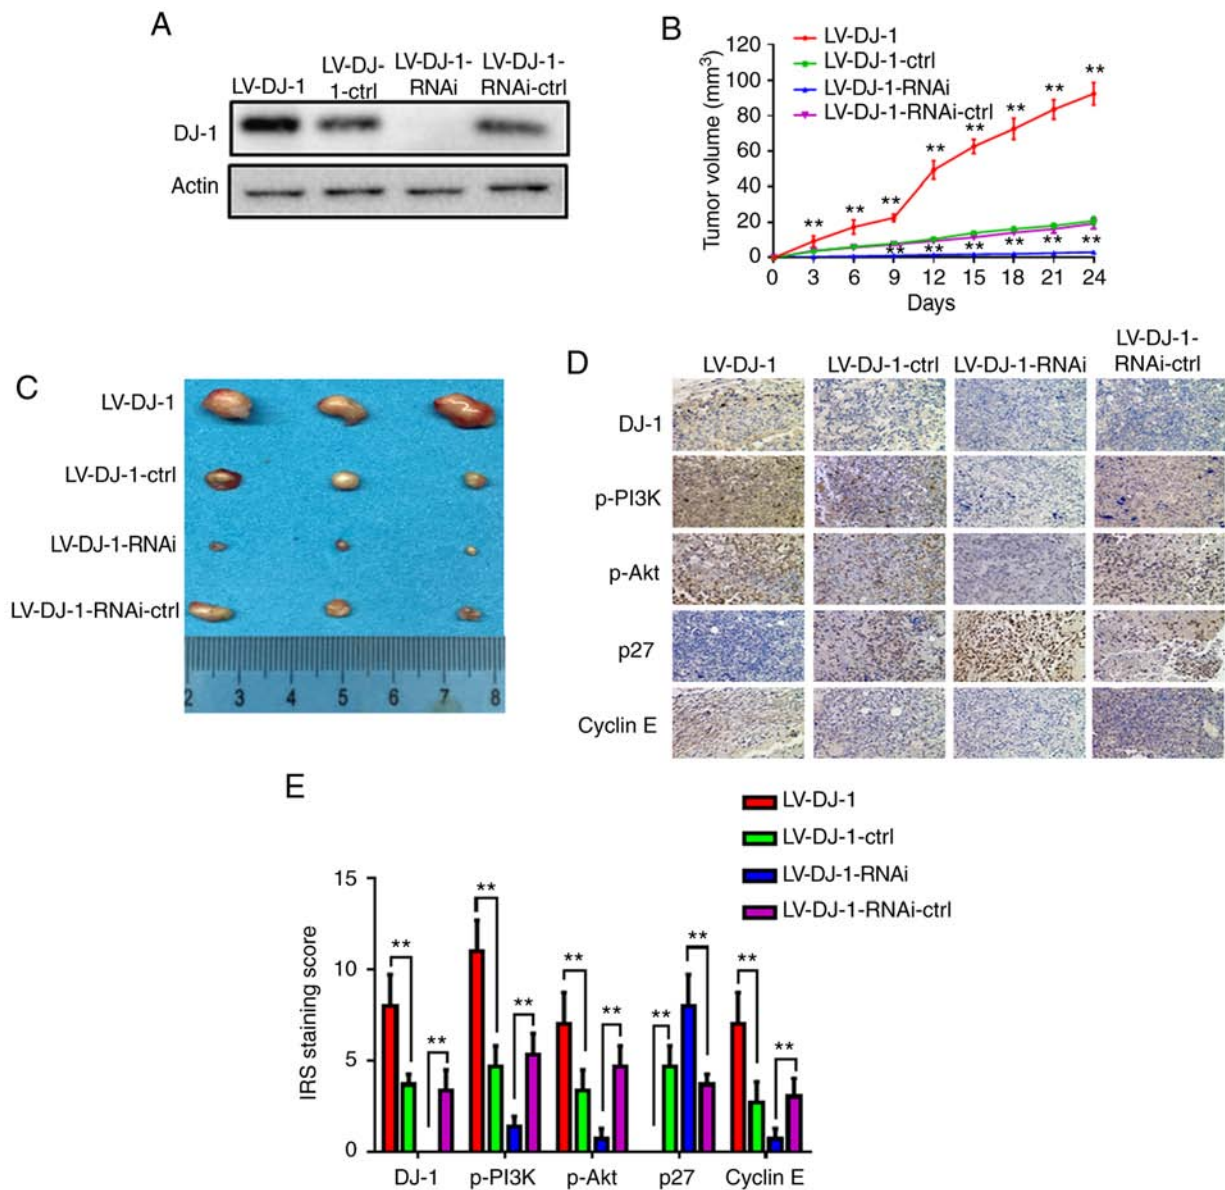 A
LV-DJ-1
LV-DJ-
1-ctrl
LV-DJ-1-
RNAi
LV-DJ-1-
RNAi-ctrl
DJ-1
Actin
B
Tumor volume (mm³)
120
100
80
60
40
20
0
LV-DJ-1
LV-DJ-1-ctrl
LV-DJ-1-RNAi
LV-DJ-1-RNAi-ctrl
** ** ** ** ** ** ** **
** ** ** ** ** **
0 3 6 9 12 15 18 21 24
Days
C
LV-DJ-1
LV-DJ-1-ctrl
LV-DJ-1-RNAi
LV-DJ-1-RNAi-ctrl
2 3 4 5 6 7 8
D
LV-DJ-1
LV-DJ-1-ctrl
LV-DJ-1-RNAi
LV-DJ-1-
RNAi-ctrl
DJ-1
p-PI3K
p-Akt
p27
Cyclin E
E
LV-DJ-1
LV-DJ-1-ctrl
LV-DJ-1-RNAi
LV-DJ-1-RNAi-ctrl
IRS staining score
15
10
5
0
** ** ** ** ** ** ** ** ** **
DJ-1 p-PI3K p-Akt p27 Cyclin E